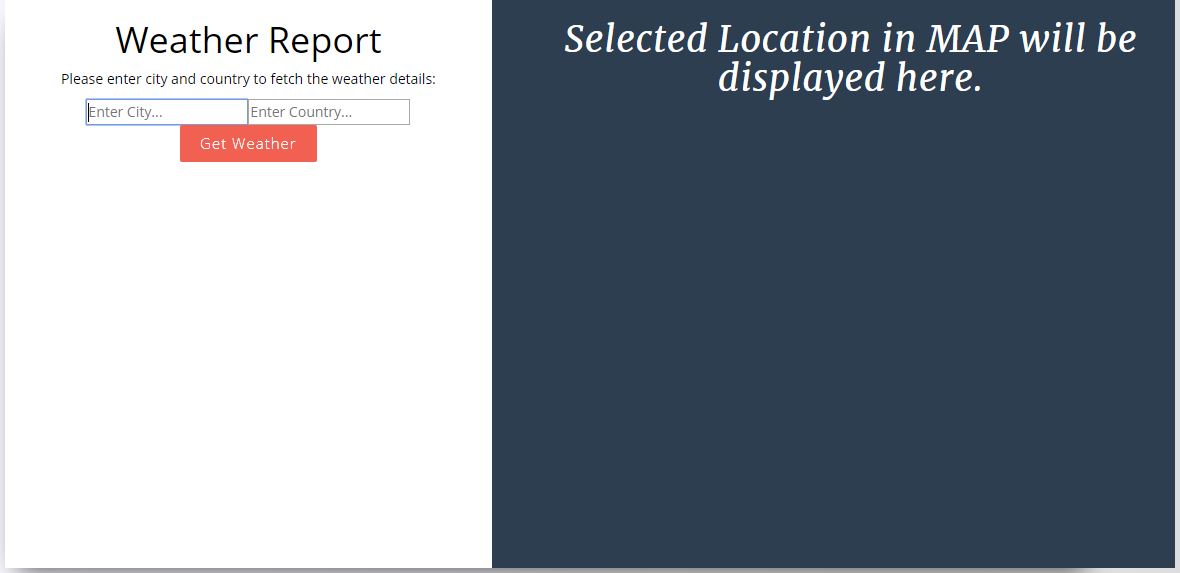 Weather Report
Please enter city and country to fetch the weather details:
Enter City... Enter Country...
Get Weather
Selected Location in MAP will be
displayed here.